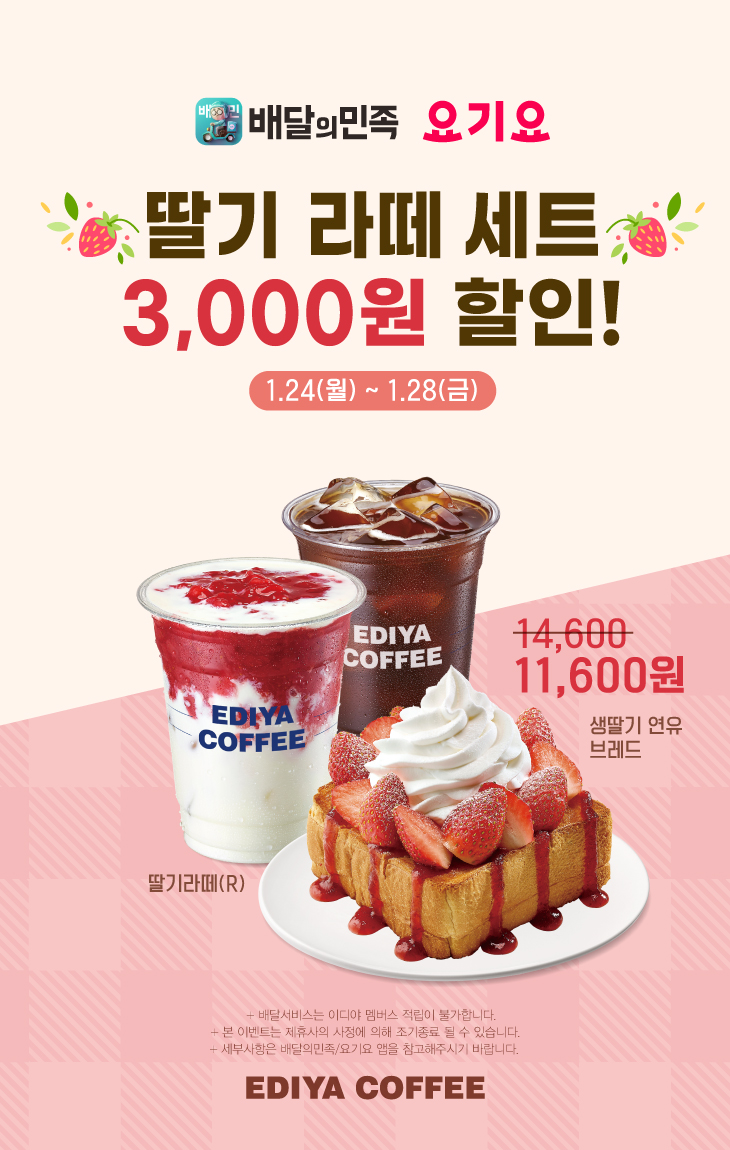 배민
배달의민족 요기요
딸기 라떼 세트
3,000원 할인!
1.24(월) ~ 1.28(금)
EDIYA
COFFEE
EDIYA
COFFEE
14,600
11,600원
생딸기 연유
브레드
딸기라떼(R)
+ 배달서비스는 이디야 멤버스 적립이 불가합니다.
+ 본 이벤트는 제휴사의 사정에 의해 조기종료 될 수 있습니다.
+ 세부사항은 배달의민족/요기요 앱을 참고해주시기 바랍니다.
EDIYA COFFEE